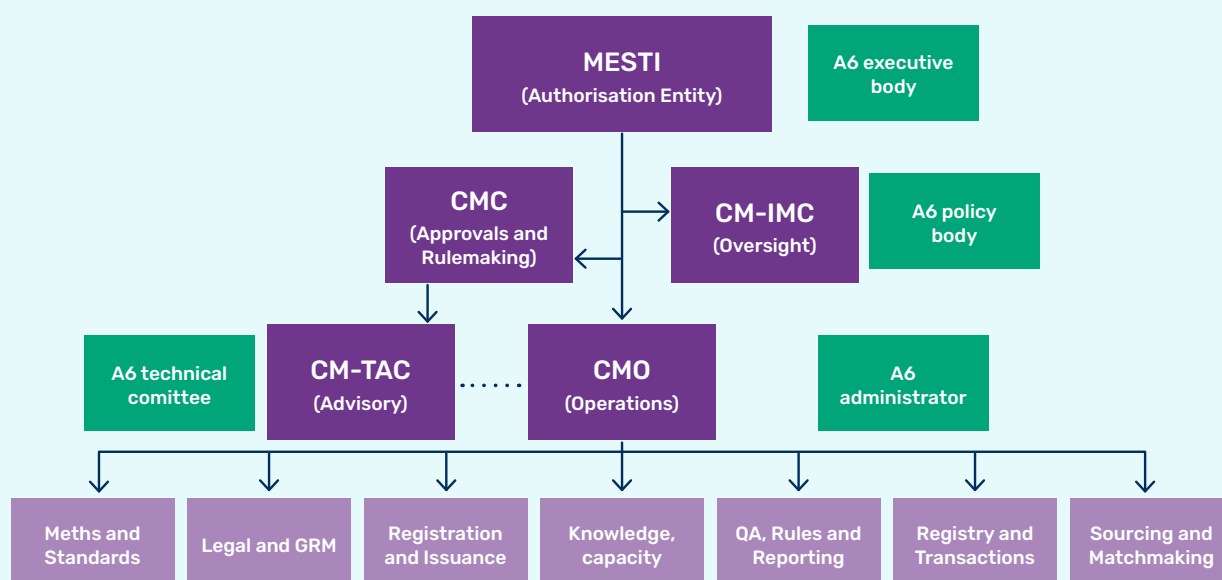 MESTI
(Authorisation Entity)
A6 executive
body
CMC
(Approvals and
Rulemaking)
CM-IMC
(Oversight)
A6 policy
body
A6 technical
comittee
CM-TAC
(Advisory)
CMO
(Operations)
A6
administrator
Meths and
Standards
Legal and GRM
Registration
and Issuance
Knowledge,
capacity
QA, Rules and
Reporting
Registry and
Transactions
Sourcing and
Matchmaking